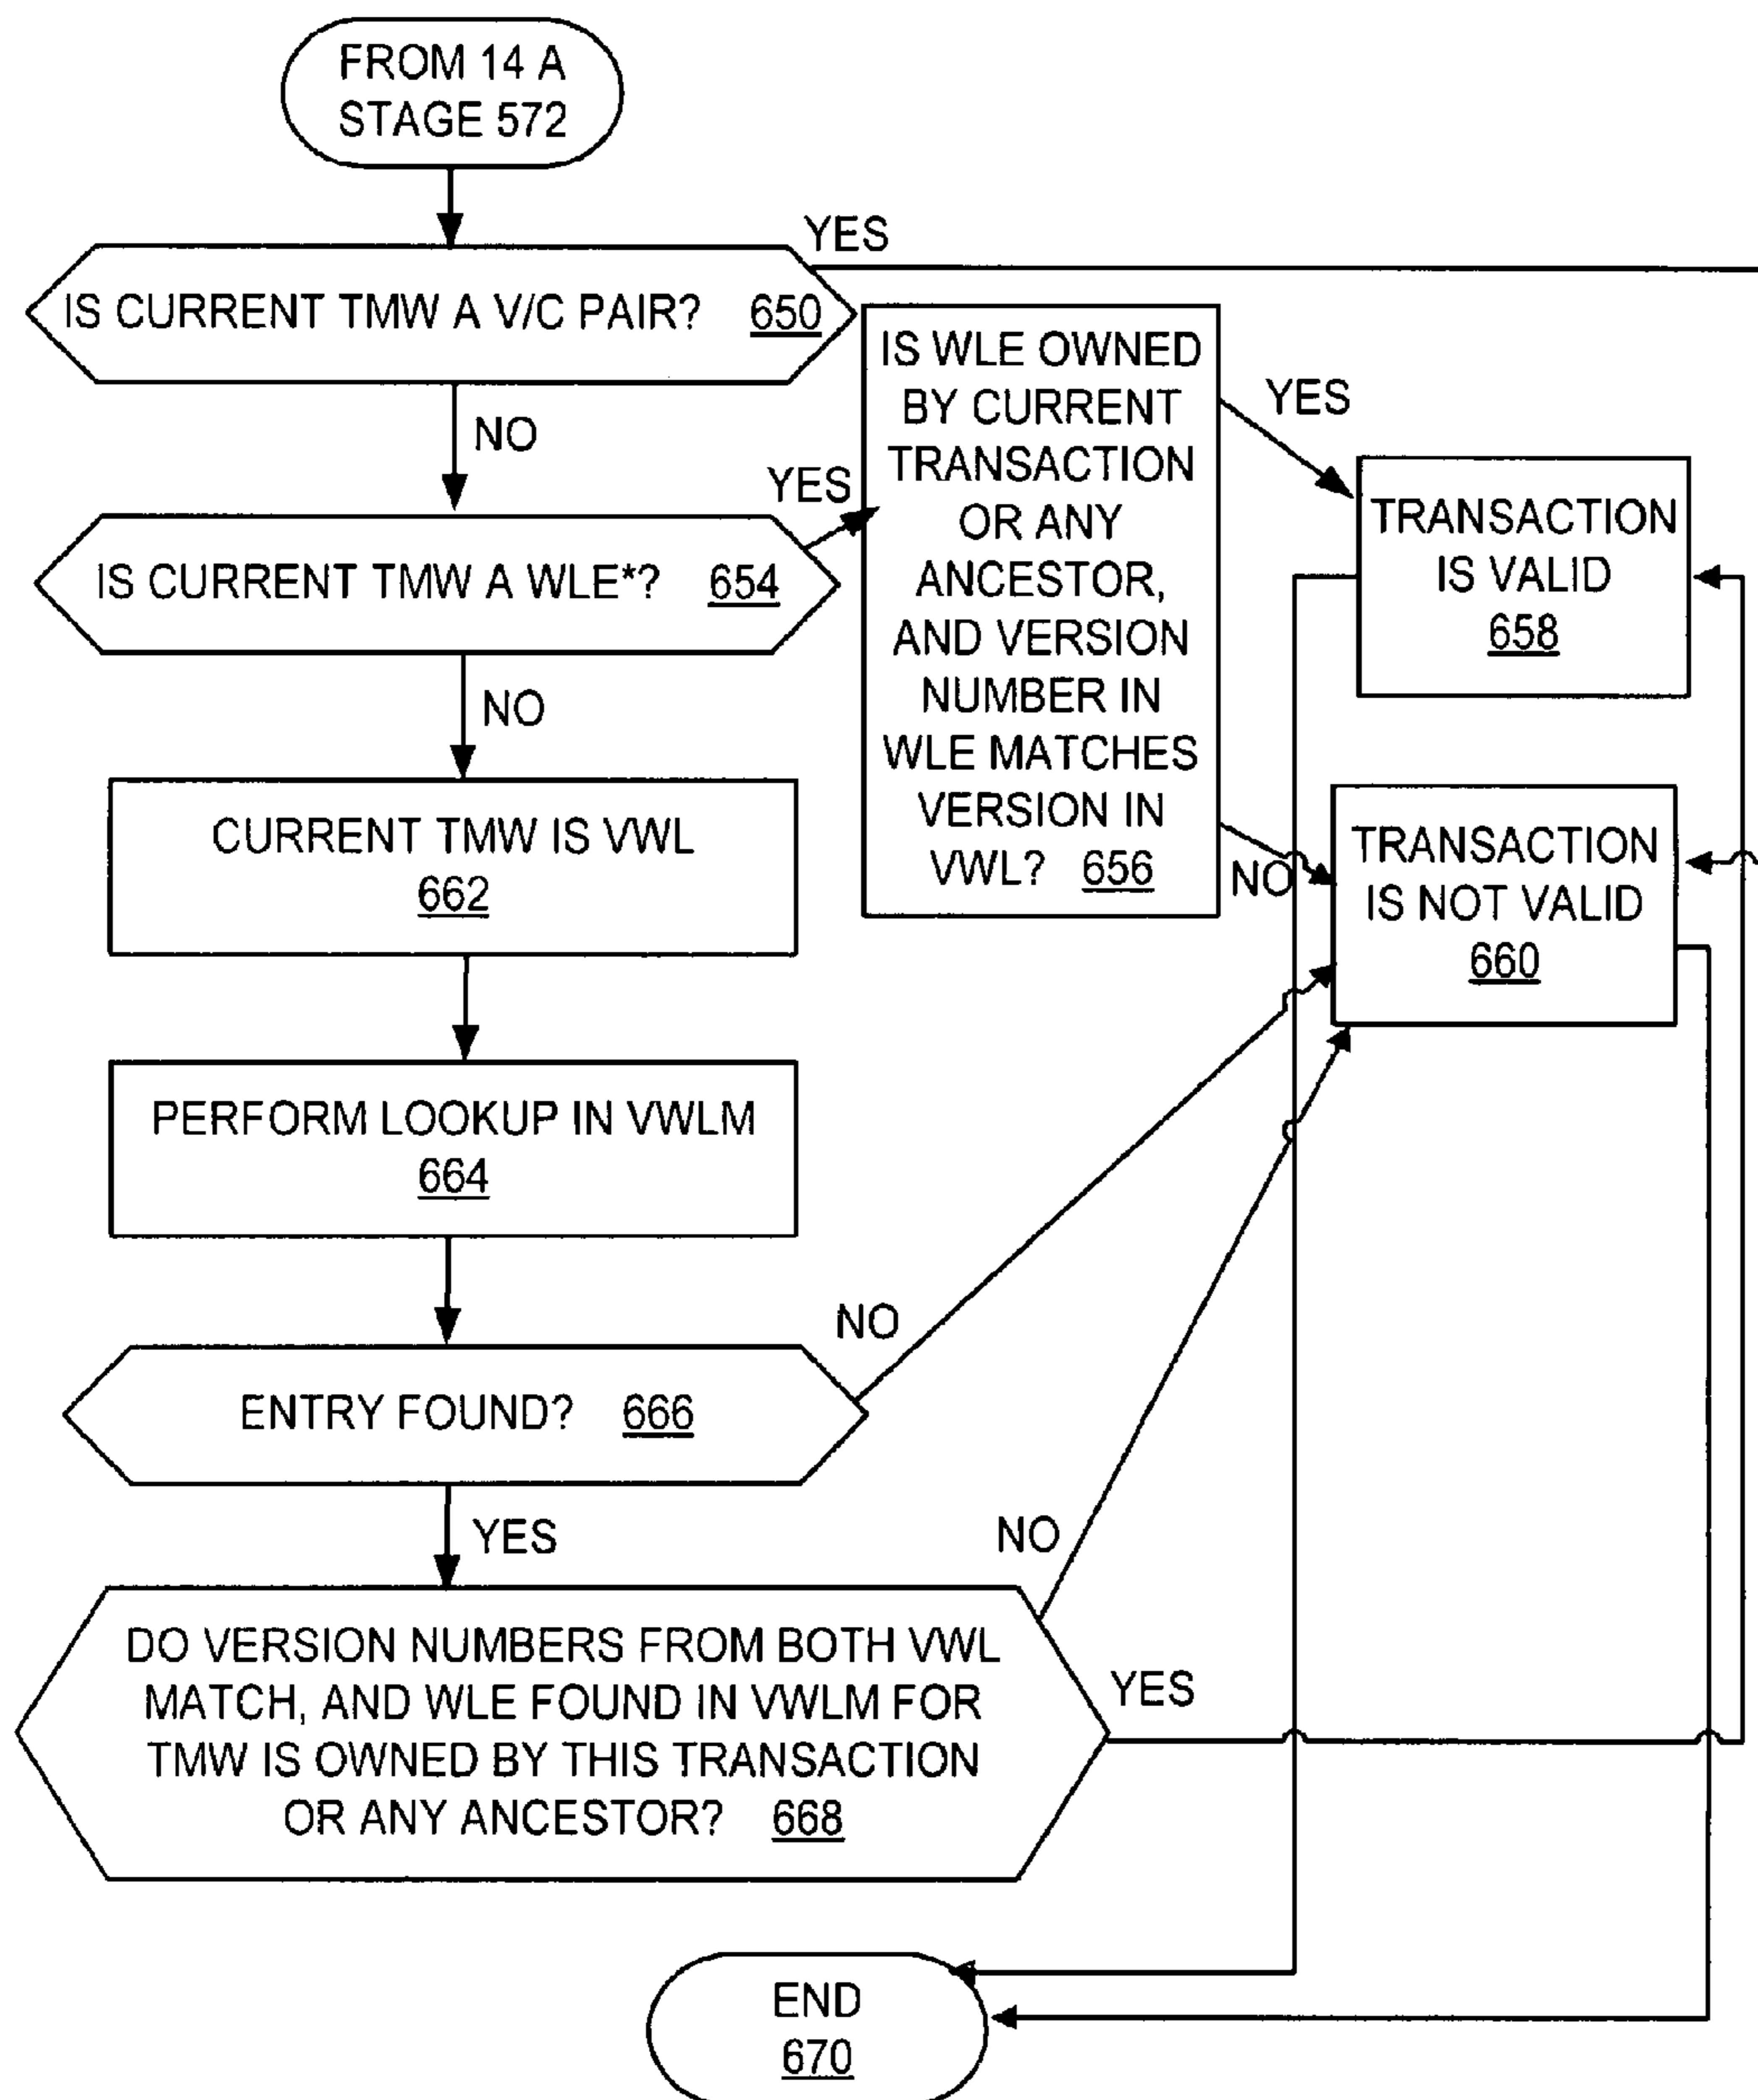 FROM 14 A
STAGE 572
YES
IS CURRENT TMW A V/C PAIR? 650
NO
IS WLE OWNED
BY CURRENT
TRANSACTION
OR ANY
ANCESTOR,
AND VERSION
NUMBER IN
WLE MATCHES
VERSION IN
VWL? 656
YES
YES
IS CURRENT TMW A WLE*? 654
TRANSACTION
IS VALID
658
NO
NO
TRANSACTION
IS NOT VALID
660
CURRENT TMW IS VWL
662
PERFORM LOOKUP IN VWLM
664
NO
ENTRY FOUND? 666
YES
NO
DO VERSION NUMBERS FROM BOTH VWL
MATCH, AND WLE FOUND IN VWLM FOR
TMW IS OWNED BY THIS TRANSACTION
OR ANY ANCESTOR? 668
YES
END
670